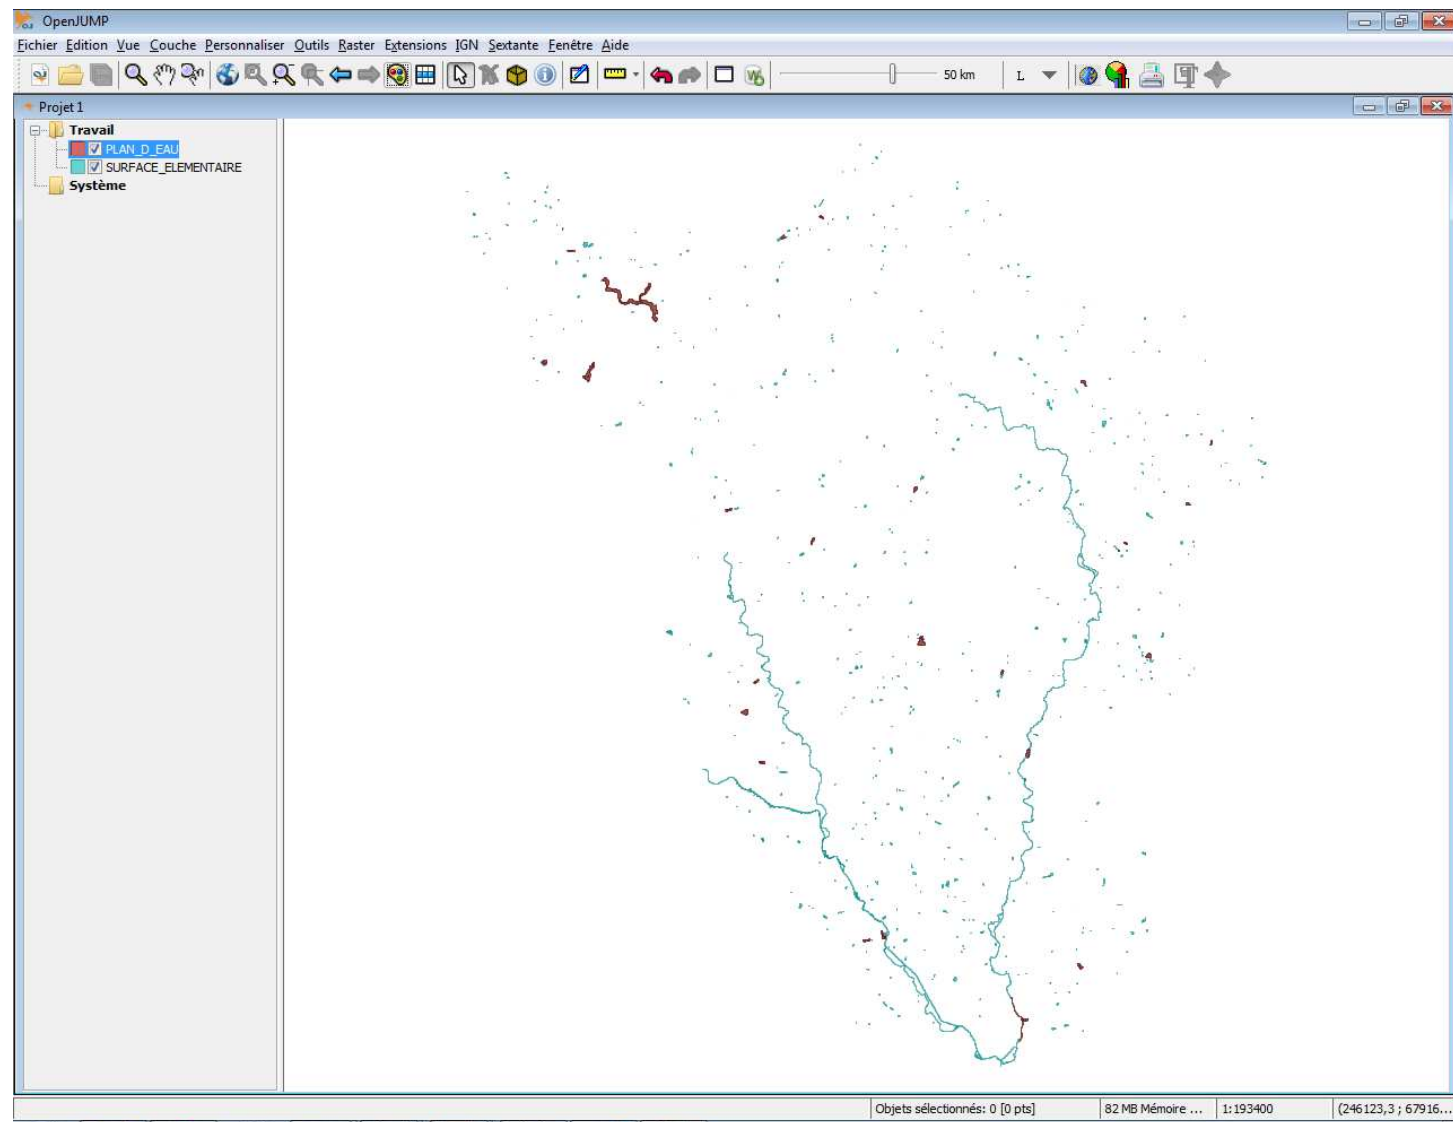 OpenJUMP
Fichier Edition Vue Couche Personnaliser Outils Raster Extensions IGN Sextante Fenêtre Aide
50 km L
Projet 1
Travail
PLAN_D_EAU
SURFACE_ELEMENTAIRE
Système
Objets sélectionnés: 0 [0 pts] 82 MB Mémoire ... 1:193400 (246123,3 ; 67916...